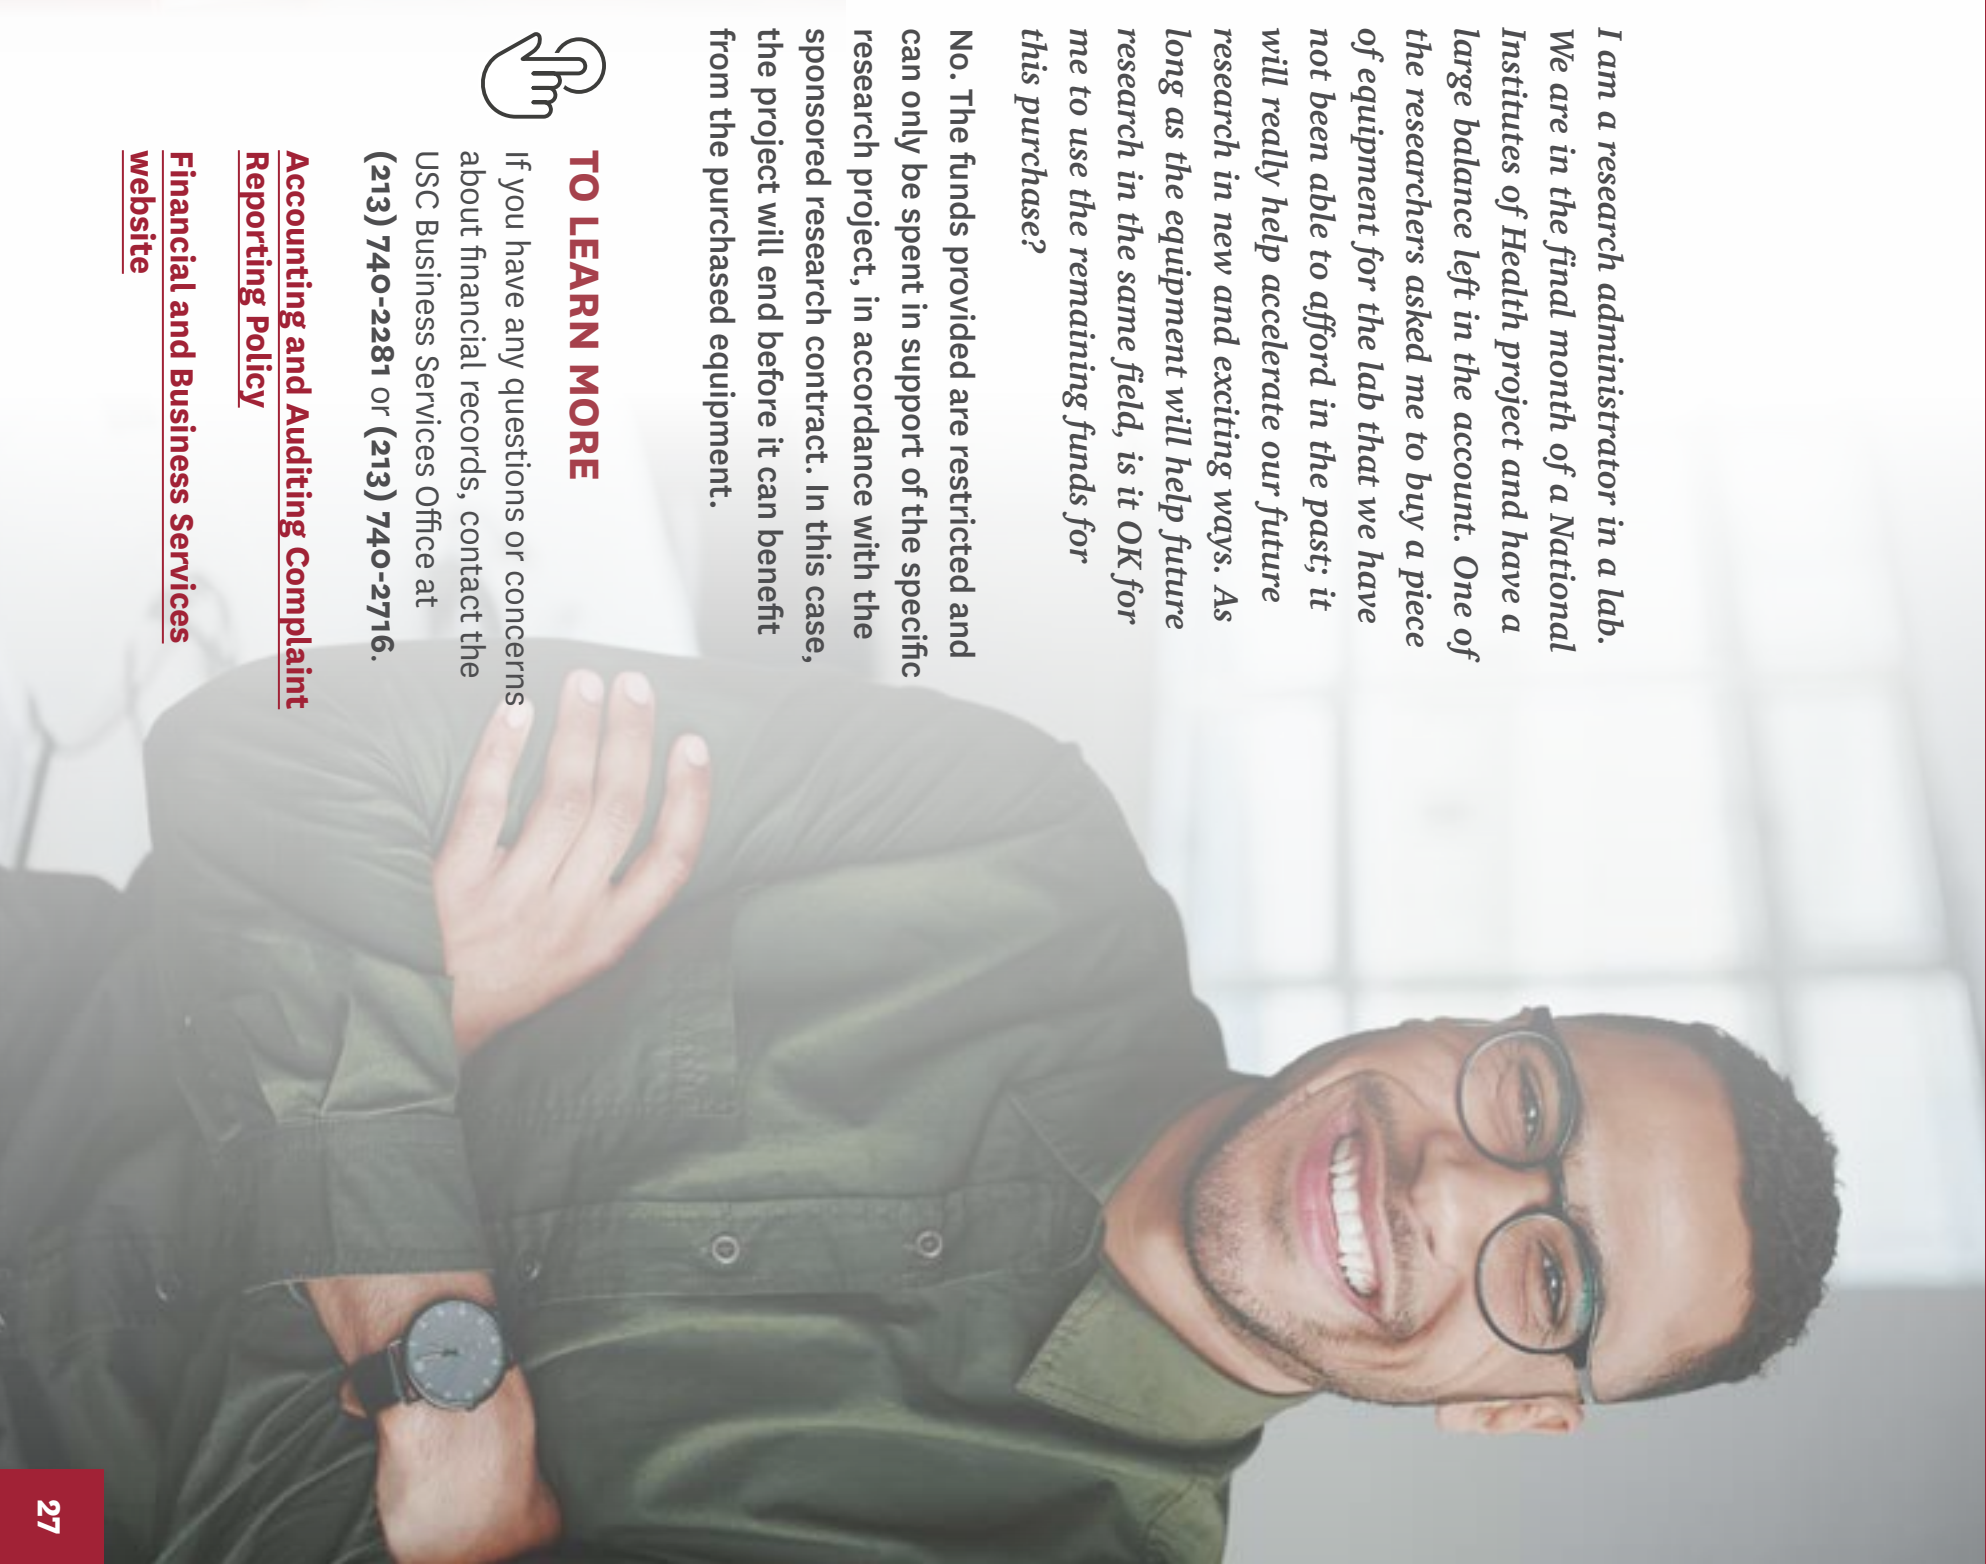 I am a research administrator in a lab.
We are in the final month of a National
Institutes of Health project and have a
large balance left in the account. One of
the researchers asked me to buy a piece
of equipment for the lab that we have
not been able to afford in the past; it
will really help accelerate our future
research in new and exciting ways. As
long as the equipment will help future
research in the same field, is it OK for
me to use the remaining funds for
this purchase?
No. The funds provided are restricted and
can only be spent in support of the specific
research project, in accordance with the
sponsored research contract. In this case,
the project will end before it can benefit
from the purchased equipment.
TO LEARN MORE
If you have any questions or concerns
about financial records, contact the
USC Business Services Office at
(213) 740-2281 or (213) 740-2716.
Accounting and Auditing Complaint
Reporting Policy
Financial and Business Services
website
27